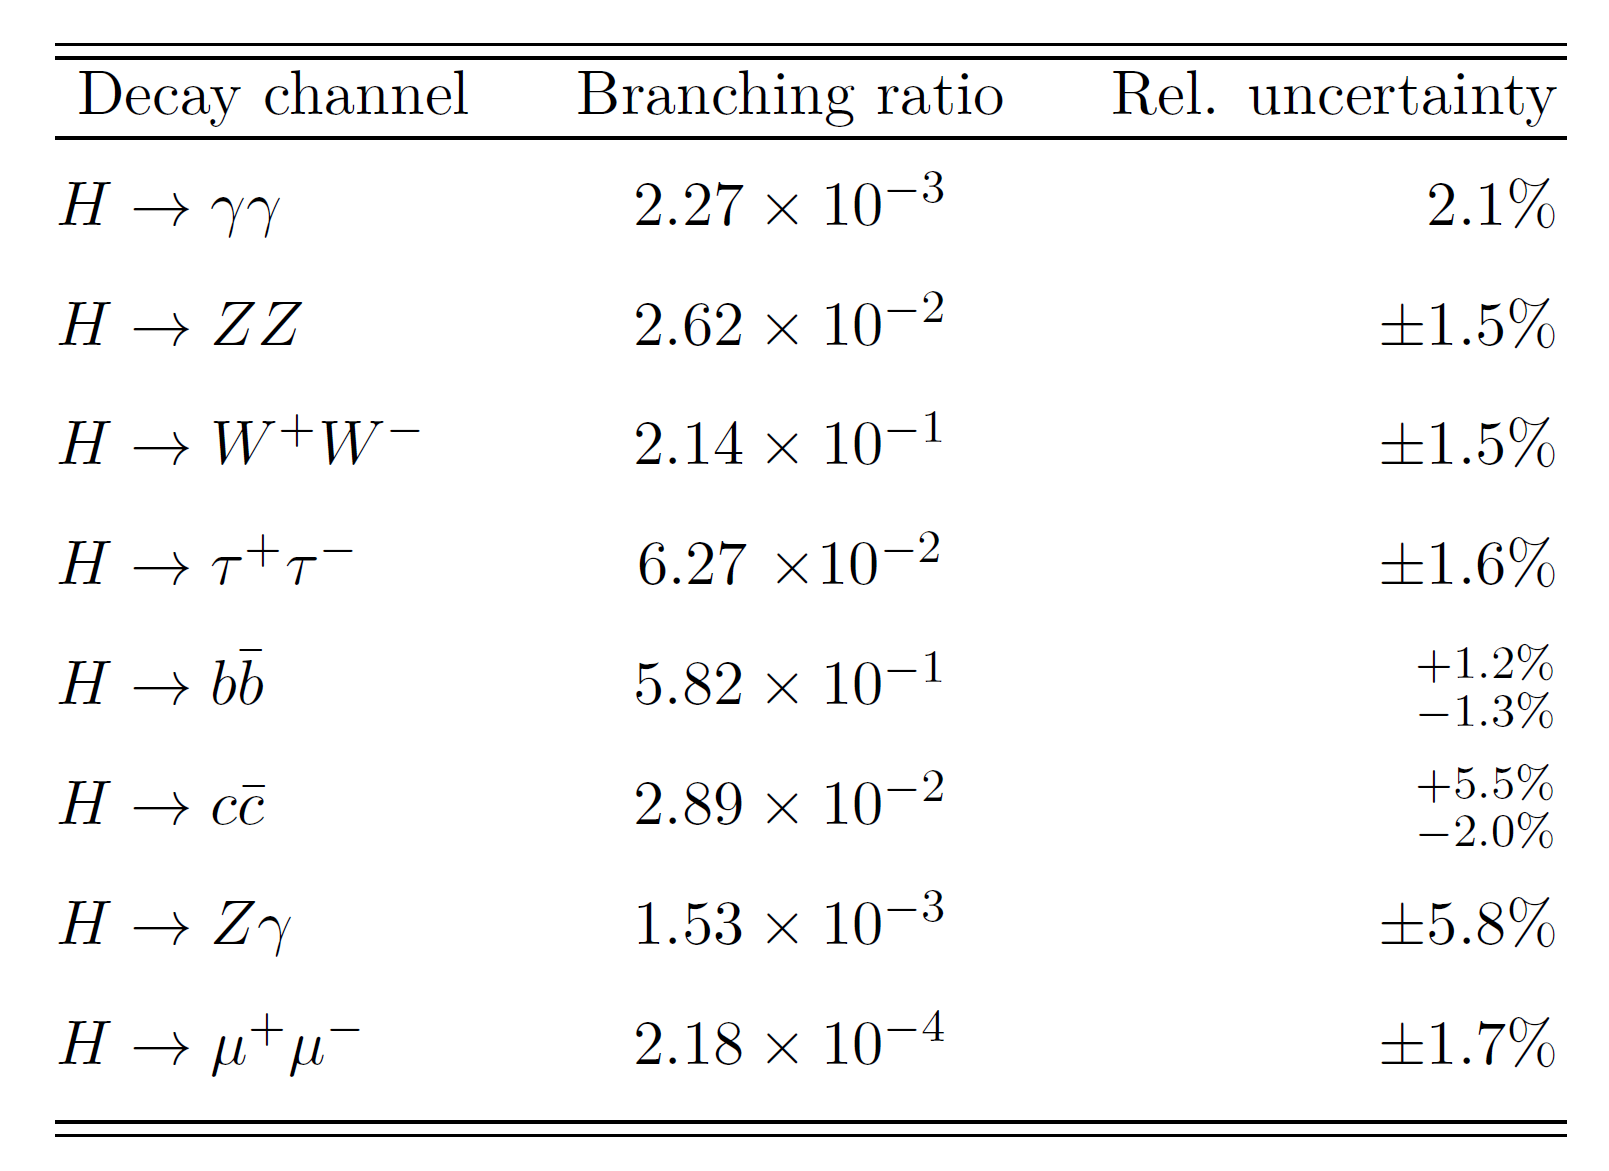 Decay channel Branching ratio Rel. uncertainty
H → γγ 2.27 × 10⁻³ 2.1%
H → ZZ 2.62 × 10⁻² ±1.5%
H → W⁺W⁻ 2.14 × 10⁻¹ ±1.5%
H → τ⁺τ⁻ 6.27 ×10⁻² ±1.6%
H → bb̄ 5.82 × 10⁻¹ +1.2% −1.3%
H → cc̄ 2.89 × 10⁻² +5.5% −2.0%
H → Zγ 1.53 × 10⁻³ ±5.8%
H → μ⁺μ⁻ 2.18 × 10⁻⁴ ±1.7%